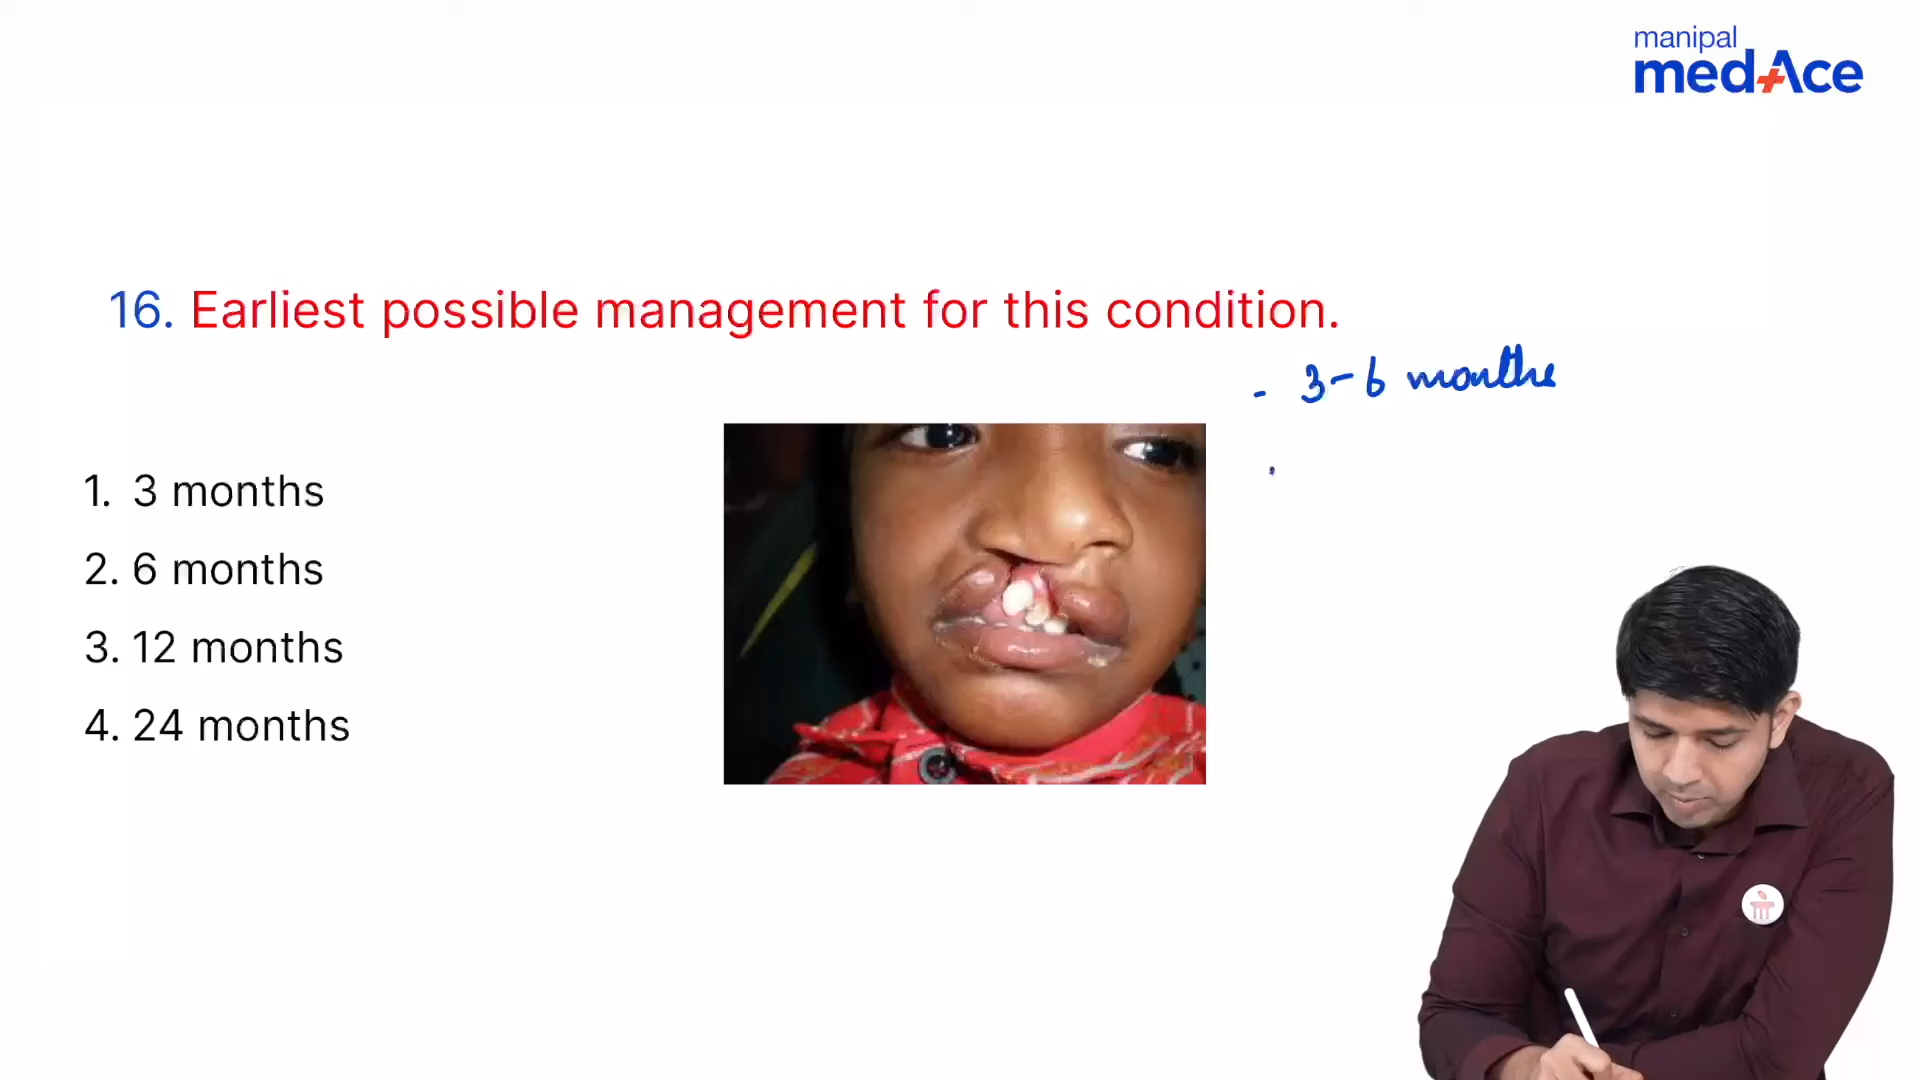 manipal
medAce
16. Earliest possible management for this condition.
- 3-6 months
1. 3 months
2. 6 months
3. 12 months
4. 24 months